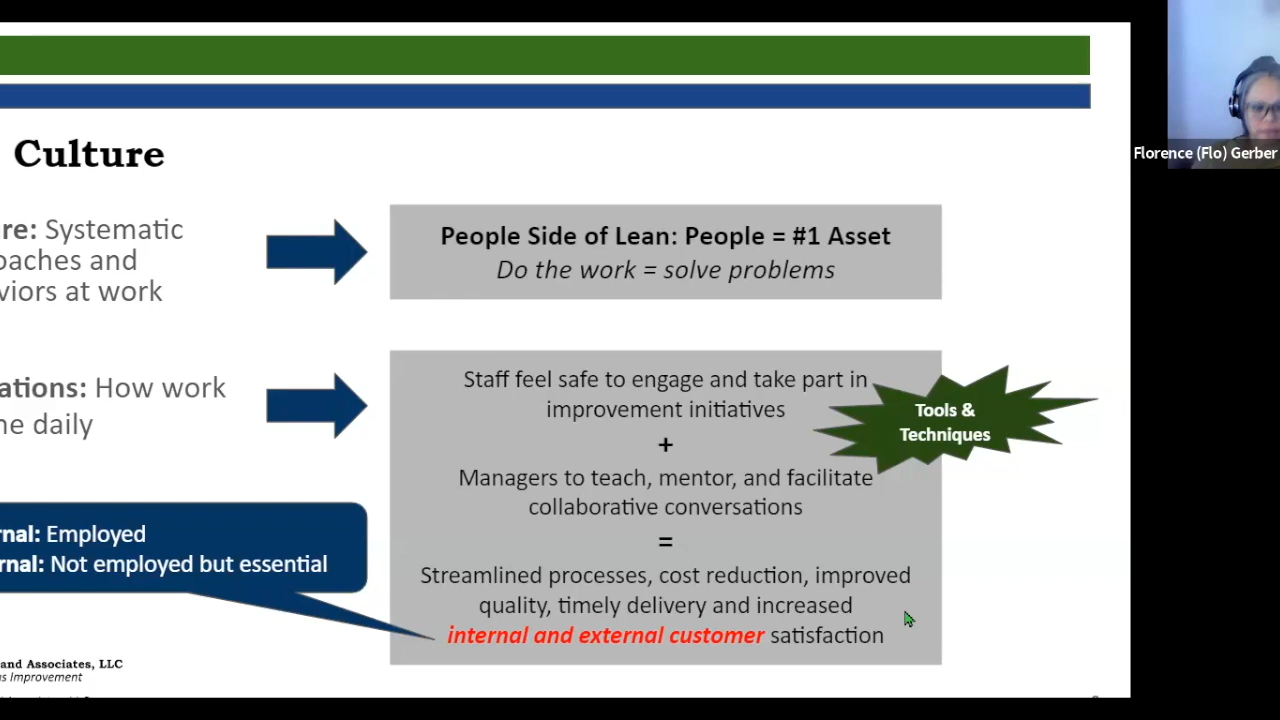 Culture
Florence (Flo) Gerber
re: Systematic
oaches and
viors at work
People Side of Lean: People = #1 Asset
Do the work = solve problems
ations: How work
ne daily
Staff feel safe to engage and take part in
improvement initiatives
+
Managers to teach, mentor, and facilitate
collaborative conversations
=
Streamlined processes, cost reduction, improved
quality, timely delivery and increased
internal and external customer satisfaction
Tools &
Techniques
rnal: Employed
rnal: Not employed but essential
and Associates, LLC
us Improvement